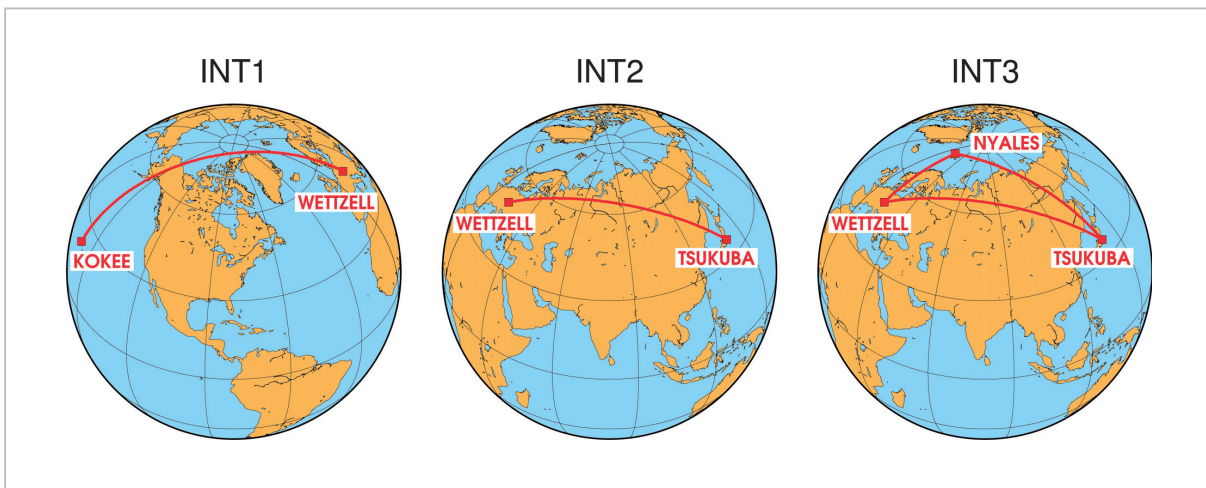 INT1
WETTZELL
KOKEE
INT2
WETTZELL
TSUKUBA
INT3
NYALES
WETTZELL
TSUKUBA